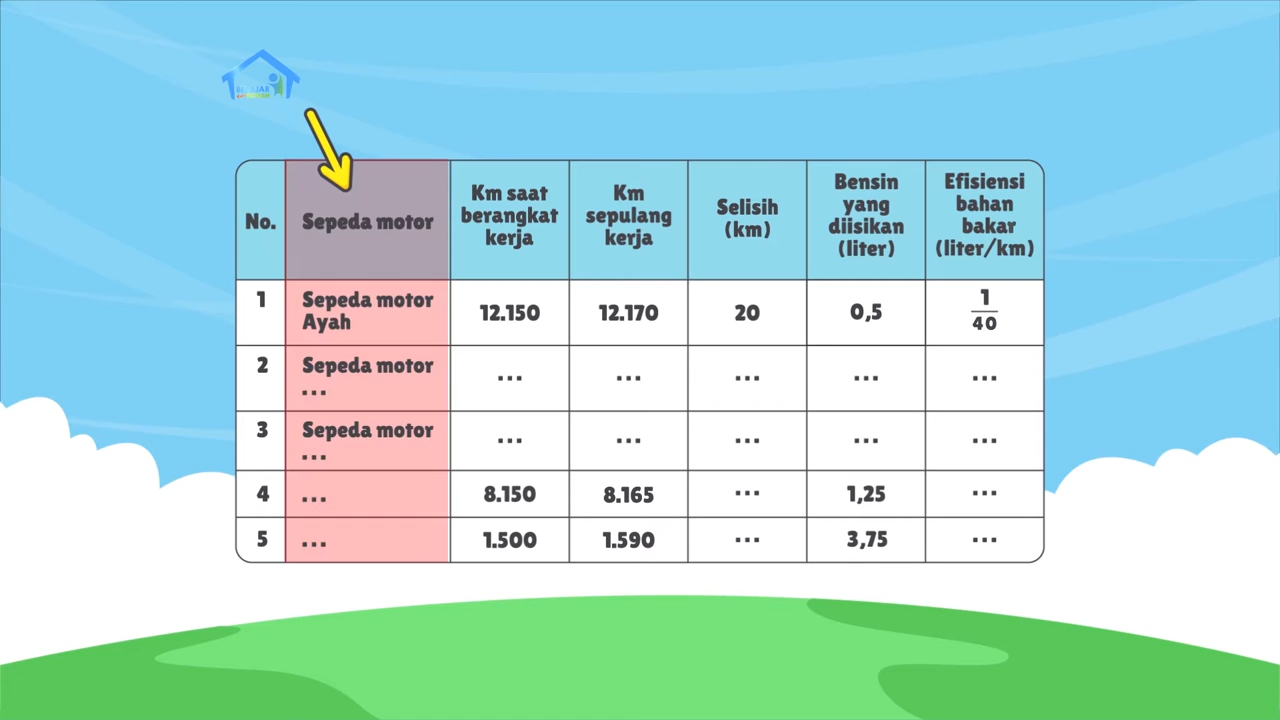 BELAJAR
No.
Sepeda motor
Km saat
berangkat
kerja
Km
sepulang
kerja
Selisih
(km)
Bensin
yang
diisikan
(liter)
Efisiensi
bahan
bakar
(liter/km)
1
Sepeda motor
Ayah
12.150
12.170
20
0,5
1
40
2
Sepeda motor
...
...
...
...
...
...
3
Sepeda motor
...
...
...
...
...
...
4
...
8.150
8.165
...
1,25
...
5
...
1.500
1.590
...
3,75
...